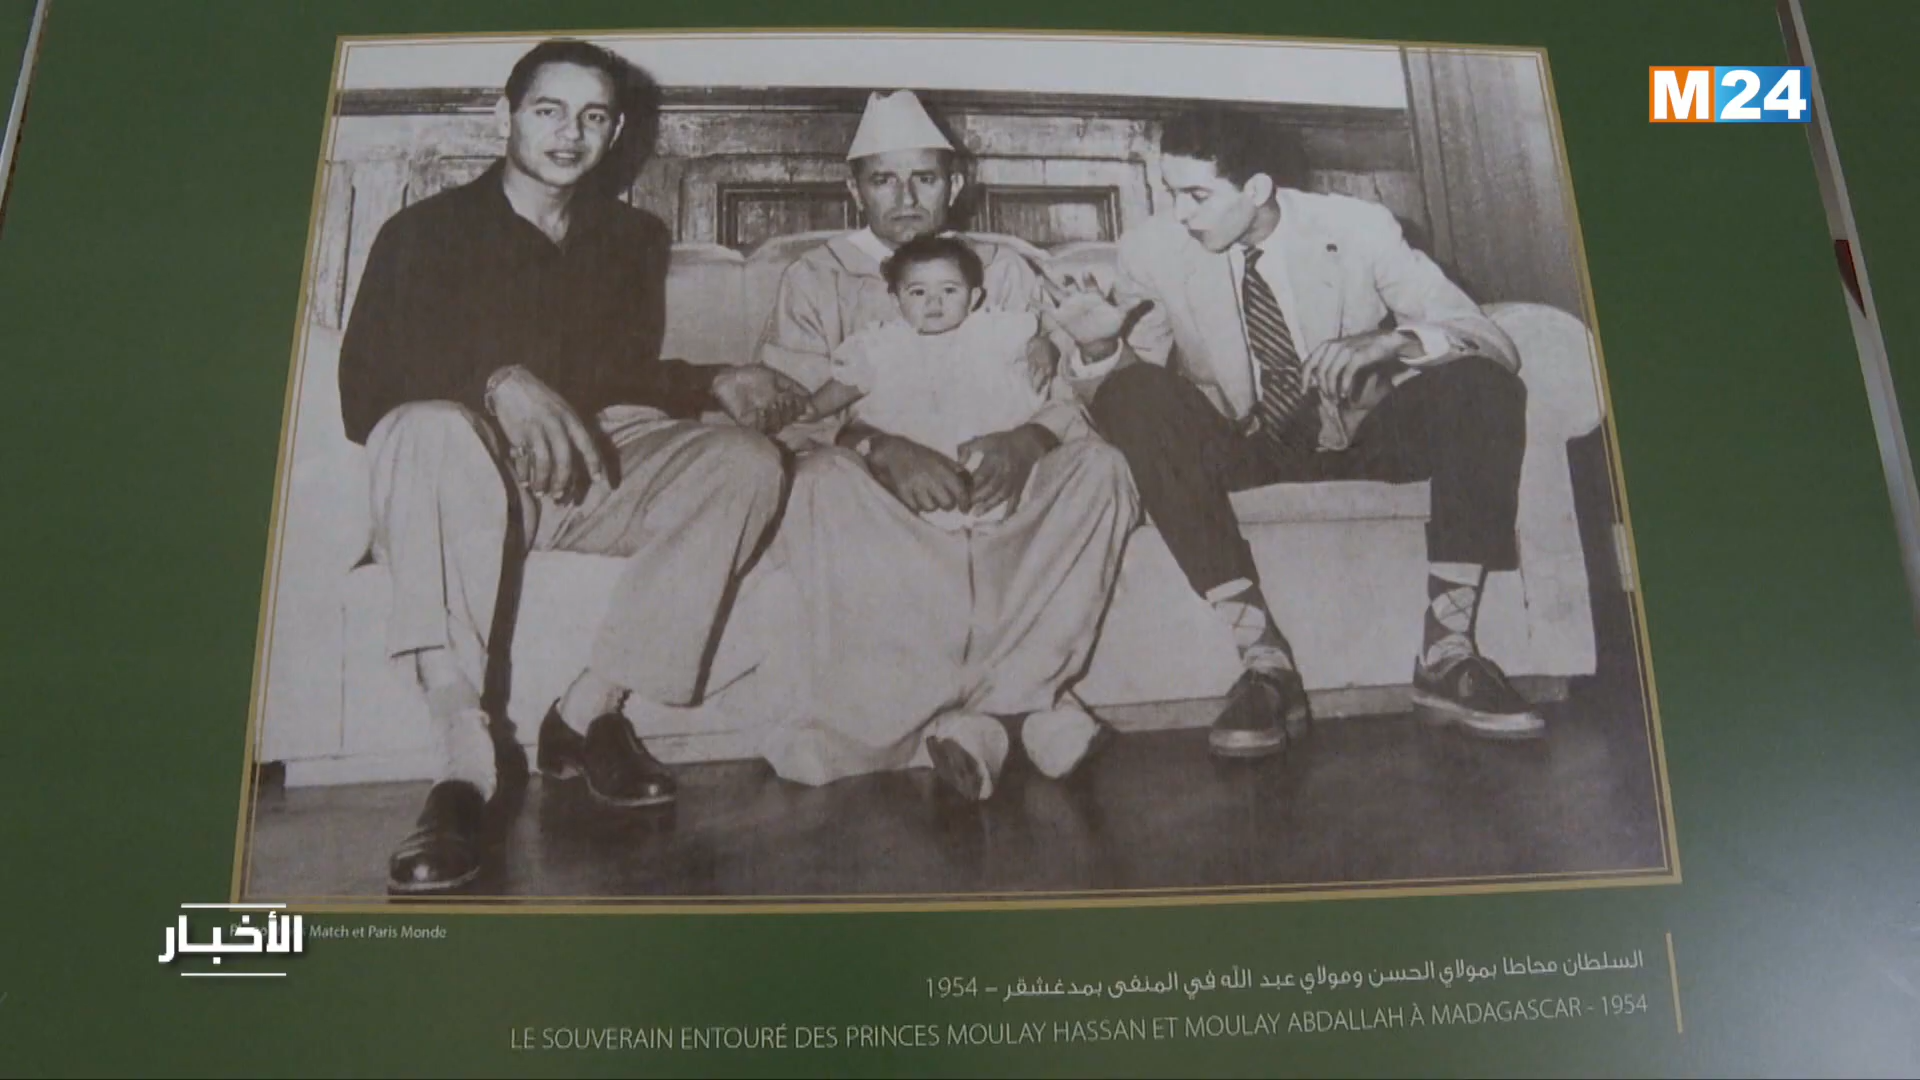 M24
Match et Paris Monde
الأخبار
السلطان محاطا بمولاي الحسن ومولاي عبد الله في المنفى بمدغشقر – 1954
LE SOUVERAIN ENTOURÉ DES PRINCES MOULAY HASSAN ET MOULAY ABDALLAH À MADAGASCAR - 1954